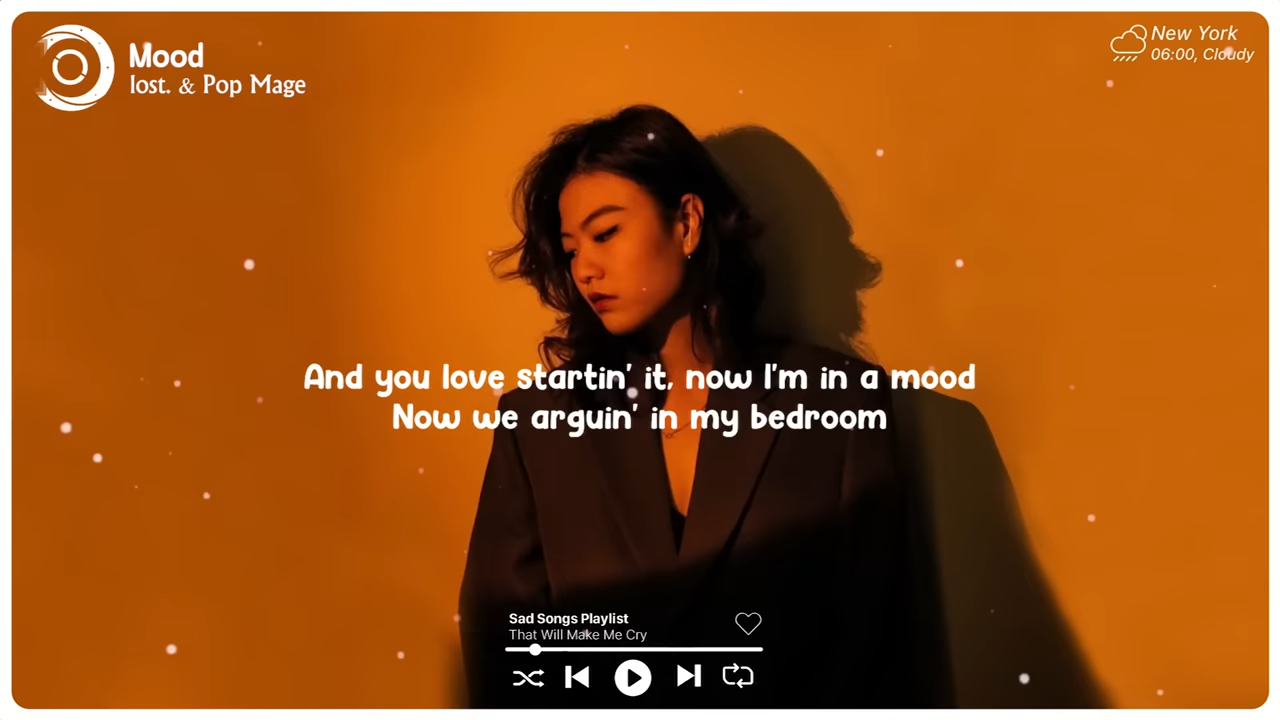 Mood
lost. & Pop Mage
New York
06:00, Cloudy
And you love startin' it, now I'm in a mood
Now we arguin' in my bedroom
Sad Songs Playlist
That Will Make Me Cry